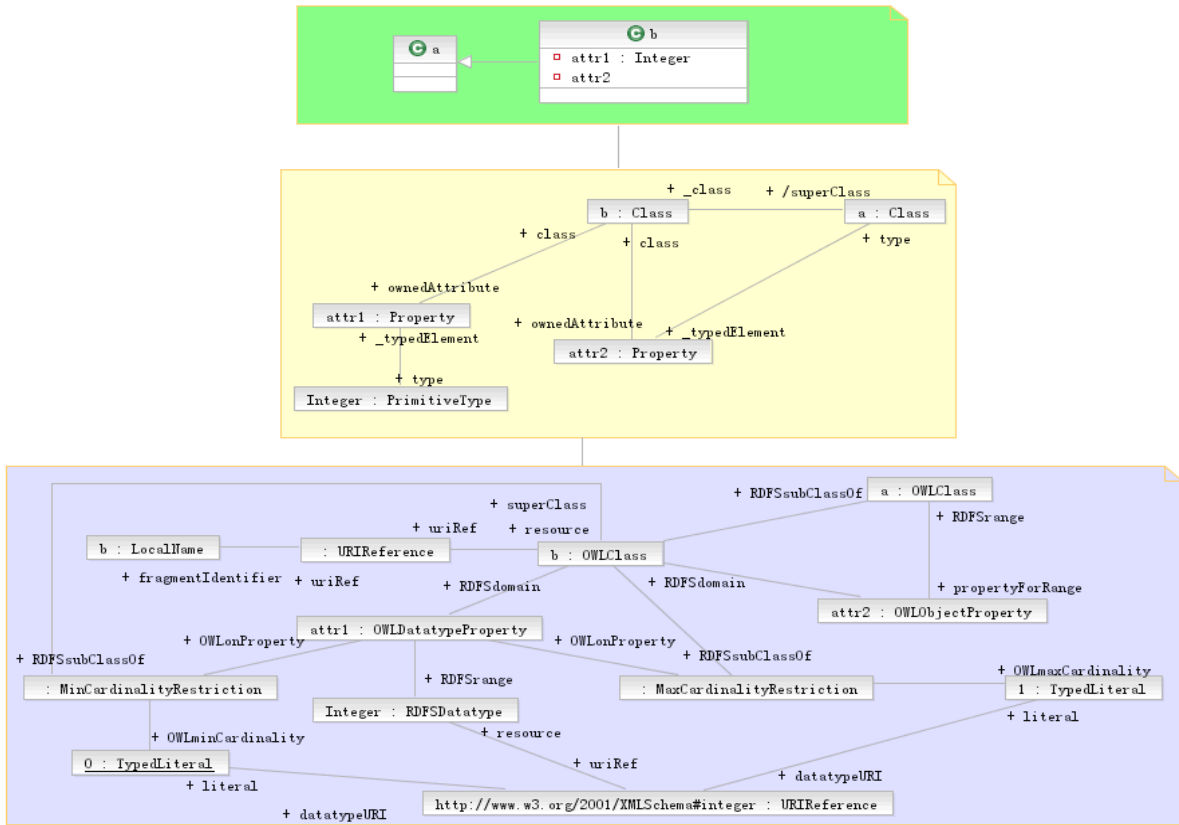 C a
C b
attr1 : Integer
attr2
+ _class
+ /superClass
b : Class
a : Class
+ class
+ class
+ type
+ ownedAttribute
attr1 : Property
+ ownedAttribute
+ _typedElement
+ _typedElement
attr2 : Property
+ type
Integer : PrimitiveType
+ RDFSsubClassOf
a : OWLClass
+ superClass
+ RDFSrange
+ uriRef
+ resource
b : LocalName
: URIReference
b : OWLClass
+ fragmentIdentifier
+ uriRef
+ RDFSdomain
+ RDFSdomain
+ propertyForRange
attr2 : OWLObjectProperty
attr1 : OWLDatatypeProperty
+ OWLonProperty
+ OWLonProperty
+ RDFSsubClassOf
+ RDFSsubClassOf
+ OWLmaxCardinality
+ RDFSrange
: MinCardinalityRestriction
: MaxCardinalityRestriction
1 : TypedLiteral
Integer : RDFSDatatype
+ literal
+ OWLminCardinality
+ resource
0 : TypedLiteral
+ uriRef
+ datatypeURI
+ literal
http://www.w3.org/2001/XMLSchema#integer : URIReference
+ datatypeURI